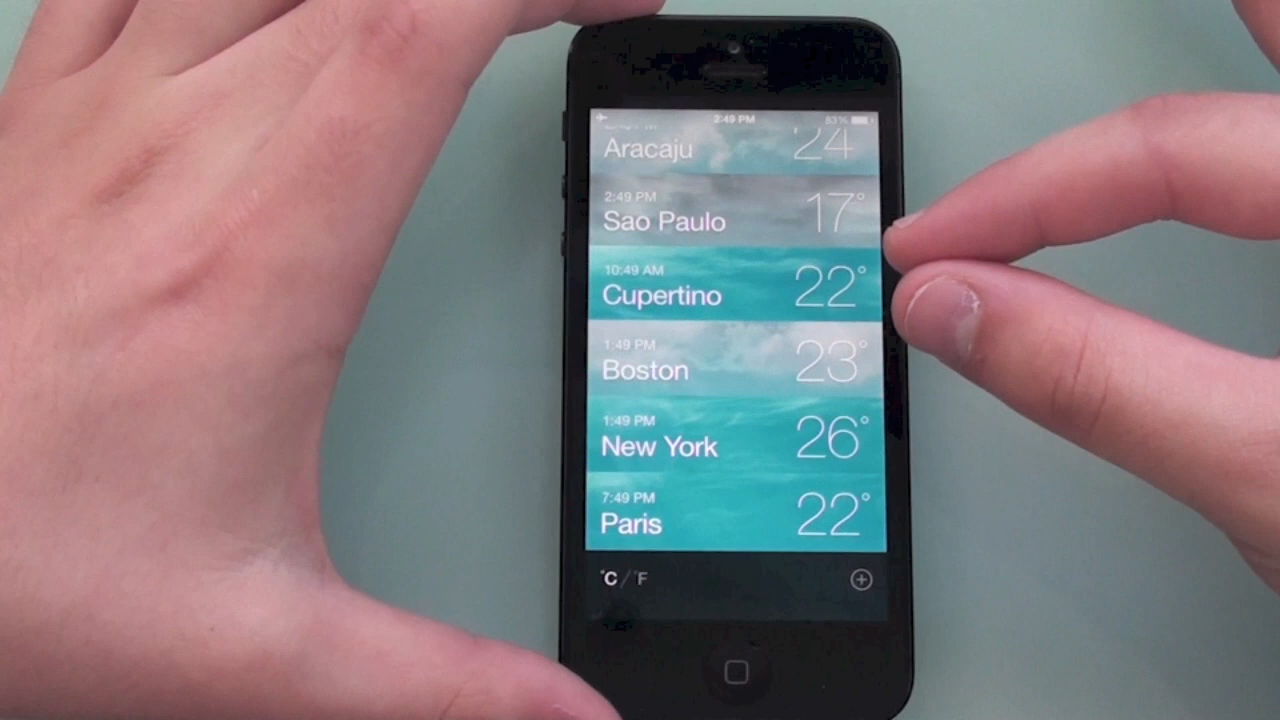 2:49 PM 83%
Aracaju 24°
2:49 PM
Sao Paulo 17°
10:49 AM
Cupertino 22°
1:49 PM
Boston 23°
1:49 PM
New York 26°
7:49 PM
Paris 22°
°C / °F